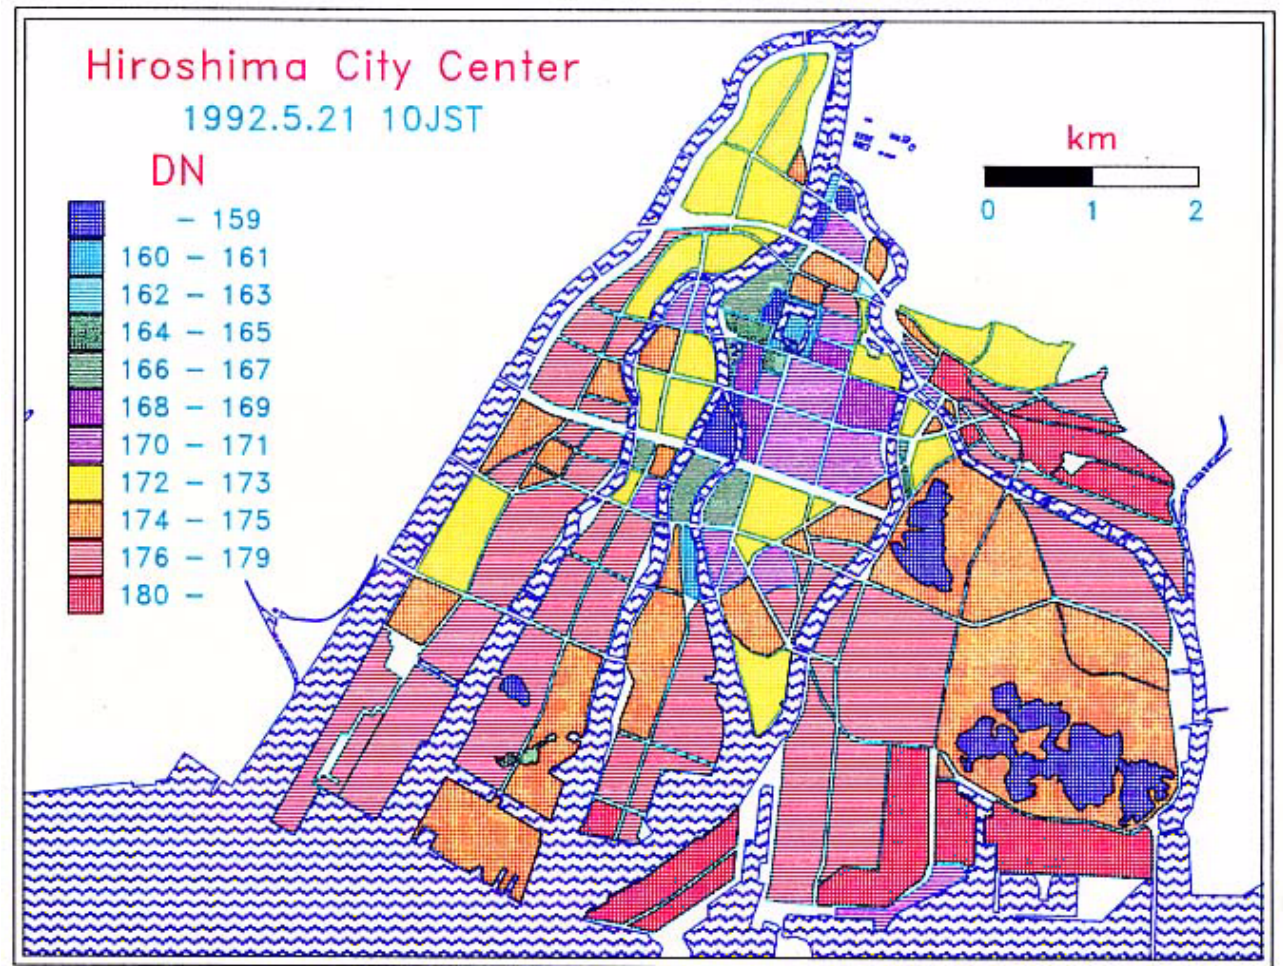 Hiroshima City Center
1992.5.21 10JST
DN
km
0 1 2
- 159
160 - 161
162 - 163
164 - 165
166 - 167
168 - 169
170 - 171
172 - 173
174 - 175
176 - 179
180 -